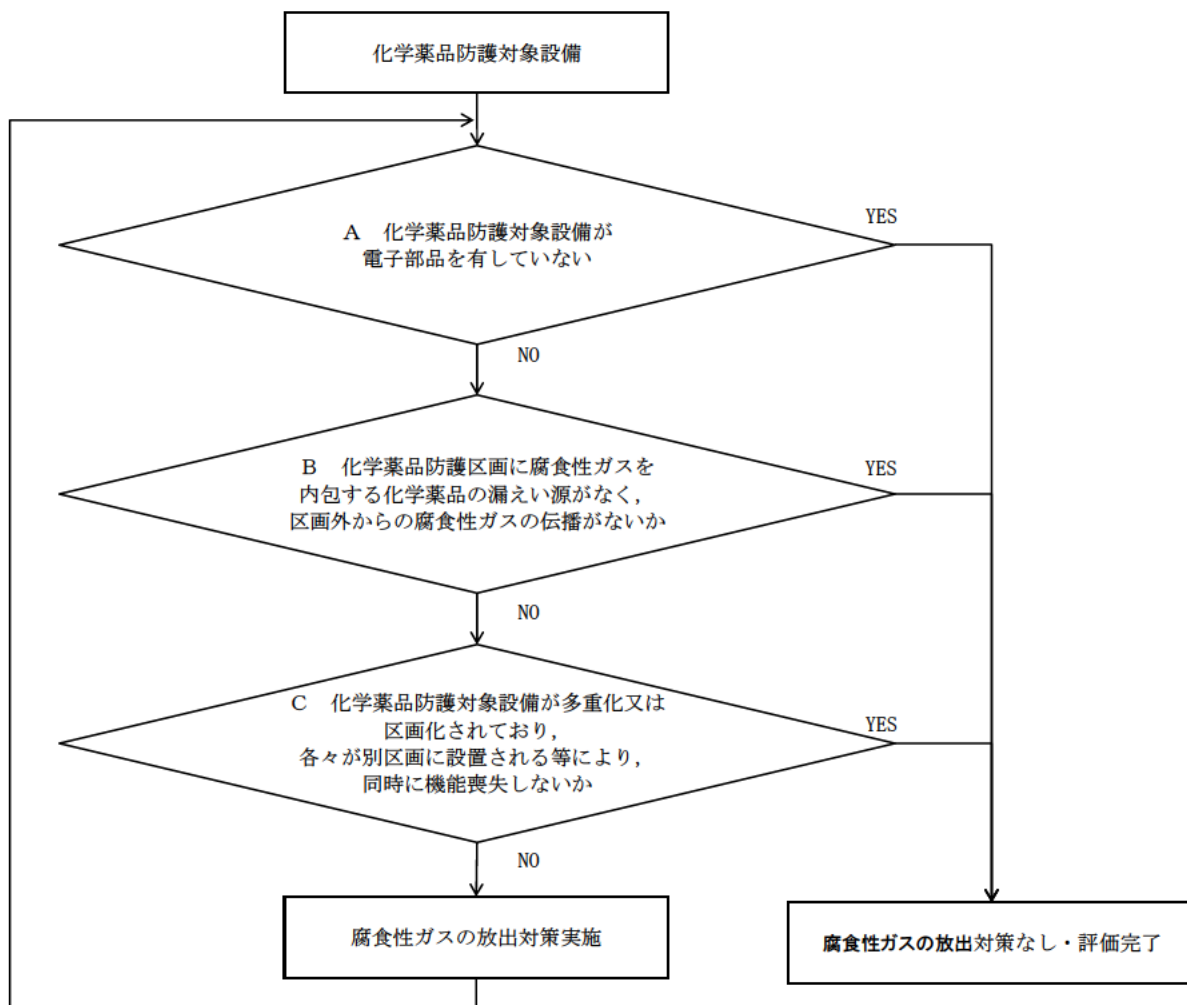 化学薬品防護対象設備
A　化学薬品防護対象設備が
電子部品を有していない
YES
NO
B　化学薬品防護区画に腐食性ガスを
内包する化学薬品の漏えい源がなく，
区画外からの腐食性ガスの伝播がないか
YES
NO
C　化学薬品防護対象設備が多重化又は
区画化されており，
各々が別区画に設置される等により，
同時に機能喪失しないか
YES
NO
腐食性ガスの放出対策実施
腐食性ガスの放出対策なし・評価完了